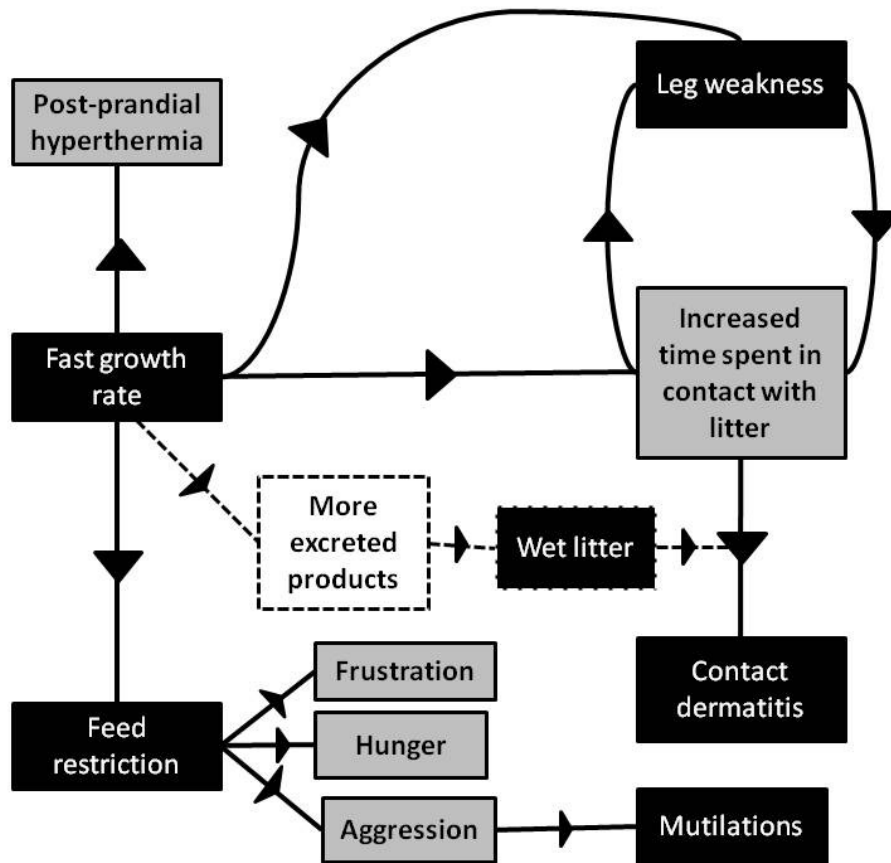 Post-prandial
hyperthermia
Leg weakness
Fast growth
rate
Increased
time spent in
contact with
litter
More
excreted
products
Wet litter
Contact
dermatitis
Feed
restriction
Frustration
Hunger
Aggression
Mutilations